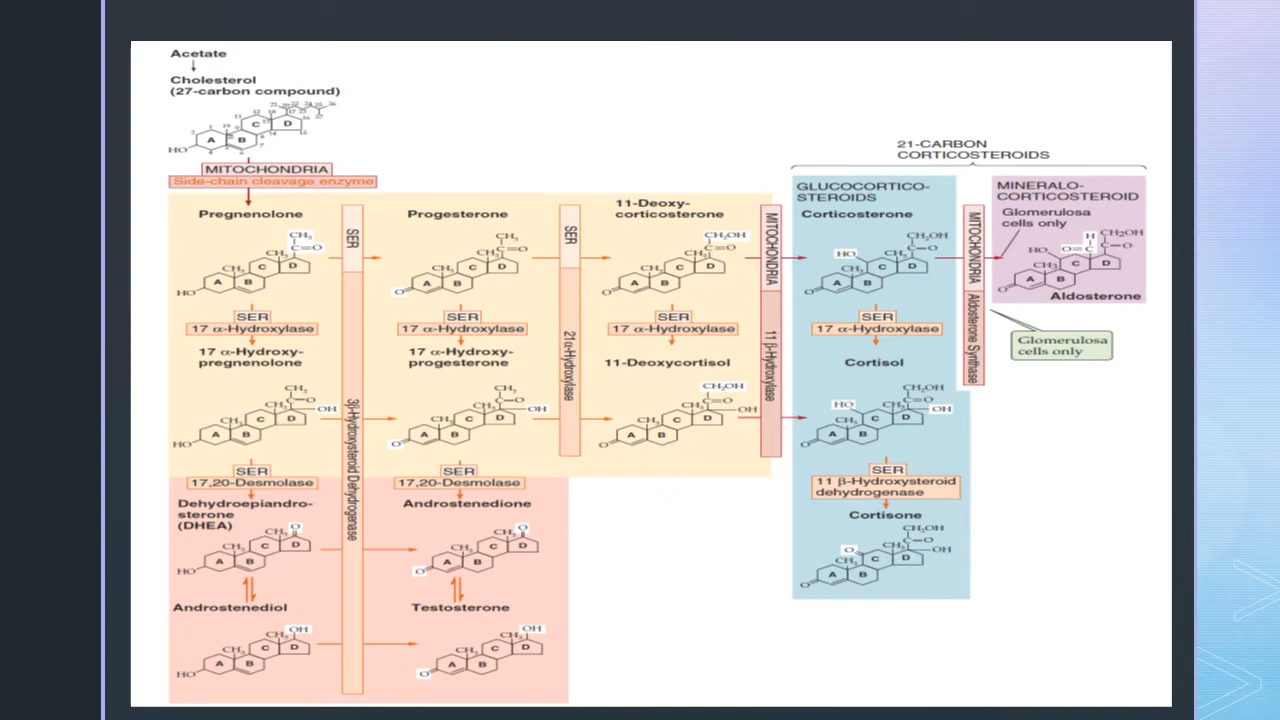 Acetate
Cholesterol
(27-carbon compound)
HO
A
B
C
D
MITOCHONDRIA
Side-chain cleavage enzyme
21-CARBON
CORTICOSTEROIDS
GLUCOCORTICO-
STEROIDS
MINERALO-
CORTICOSTEROID
Glomerulosa
cells only
Pregnenolone
Progesterone
11-Deoxy-
corticosterone
Corticosterone
Aldosterone
SER
3β-Hydroxysteroid Dehydrogenase
SER
21α-Hydroxylase
MITOCHONDRIA
11 β-Hydroxylase
MITOCHONDRIA
Aldosterone Synthase
Glomerulosa
cells only
SER
17 α-Hydroxylase
SER
17 α-Hydroxylase
SER
17 α-Hydroxylase
SER
17 α-Hydroxylase
17 α-Hydroxy-
pregnenolone
17 α-Hydroxy-
progesterone
11-Deoxycortisol
Cortisol
SER
17,20-Desmolase
SER
17,20-Desmolase
SER
11 β-Hydroxysteroid
dehydrogenase
Dehydroepiandro-
sterone
(DHEA)
Androstenedione
Cortisone
Androstenediol
Testosterone